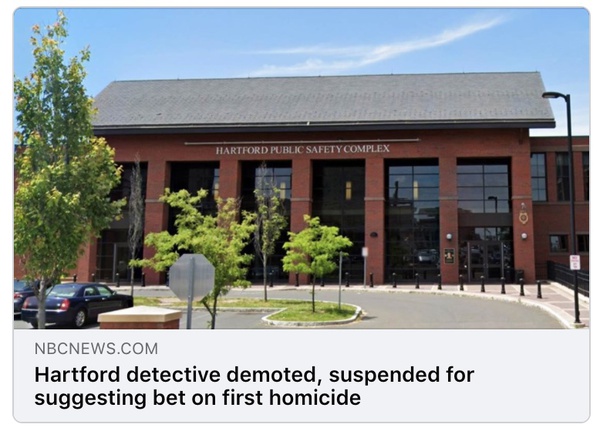 HARTFORD PUBLIC SAFETY COMPLEX
NBCNEWS.COM
Hartford detective demoted, suspended for
suggesting bet on first homicide